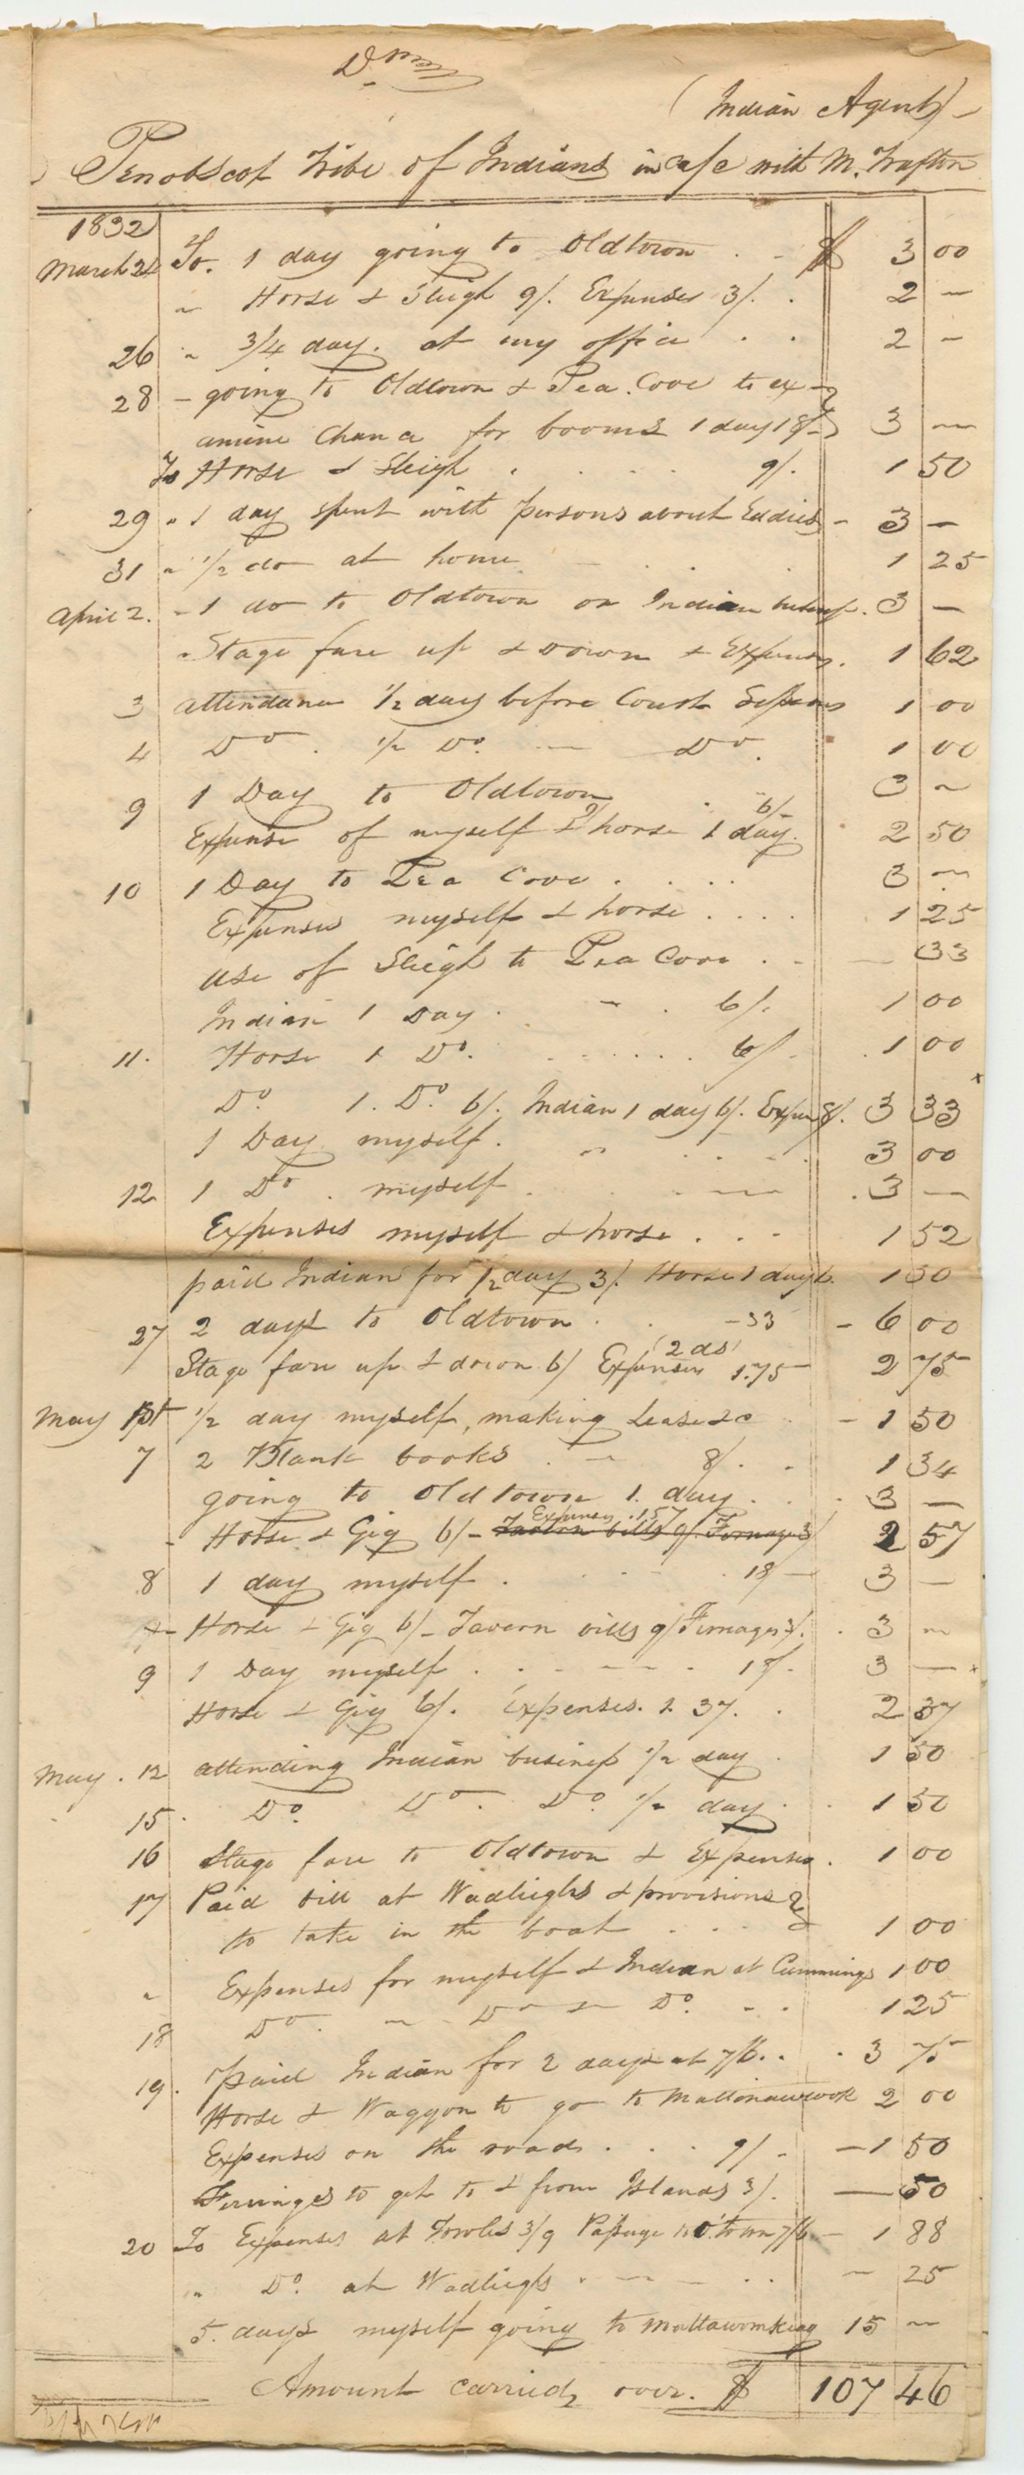 Dr
(Indian Agent)
Penobscot Tribe of Indians in a/c with M. Trafton
1832
March 24 To. 1 day going to Oldtown . . $ 3 00
" Horse & Sleigh 9/. Expenses 3/. . 2 -
26 " 3/4 day. at my office . . 2 -
28 - going to Oldtown & Pea Cove to ex-
amine Chance for booms 1 day 18/- 3 -
To Horse & Sleigh . . . . 9/. 1 50
29 " 1 day spent with persons about Eddies - 3 -
31 " 1/2 do at home 1 25
April 2. - 1 do to Oldtown on Indian 3 -
" Stage fare up & down & Expenses. 1 62
3 attendance 1/2 day before Court Sessions 1 00
4 Do . 1/2 Do. - Do. 1 00
9 1 Day to Oldtown . 3 -
Expense of myself & 9/ horse 1 day. 6/- 2 50
10 1 Day to Pea Cove . . . . 3 -
Expenses myself & horse . . . . 1 25
use of Sleigh to Pea Cove . - - 33
Indian 1 Day . - . 6/. 1 00
11. Horse 1 Do. . . . . . . 6/. 1 00
Do. 1. Do. 6/. Indian 1 day 6/. Expen 8/. 3 33
1 Day myself. " . . . 3 00
12 1 Do . myself . . - . 3 -
Expenses myself & horse . . . 1 52
paid Indian for 1/2 day 3/. Horse 1 day 6. 1 50
27 2 days to Oldtown . . -33 - 6 00
Stage fare up & down 6/ Expenses (2 ds) 1.75 2 75
May 1st 1/2 day myself, making Lease &c - 1 50
7 2 Blank books . - 8/. . 1 34
going to Oldtown 1. day . . . 3 -
- Horse & Gig 6/- Expenses 1.57 Tavern bills 9/ Ferriages 3/ 2 57
8 1 day myself . . . . 18/- 3 -
Horse & Gig 6/- Tavern bills 9/ Ferriages 3/. . 3 -
9 1 Day myself . . - - - . 18/. 3 -
Horse & Gig 6/. Expenses. 1.37. . 2 37
May . 12 attending Indian business 1/2 day . 1 50
15. Do. Do. Do. 1/2 day . . 1 50
16 Stage fare to Oldtown & Expenses. . 1 00
17 Paid bill at Wadleighs & provisions
to take in the boat . . . . 1 00
" Expenses for myself & Indian at Cummings 1 00
18 Do. - Do - Do. - . . 1 25
19. paid Indian for 2 days at 7/6. . . 3 75
Horse & Waggon to go to Mattanawcook 2 00
Expenses on the road . . . 9/- - 1 50
Ferriages to get to & from Islands 3/. - 50
20 To Expenses at Fowles 3/9 Passage to O.town 7/6 - 1 88
" Do. at Wadleighs . - - . . - 25
5. days myself going to Mattawamkeag 15 -
Amount carried over. $ 107 46